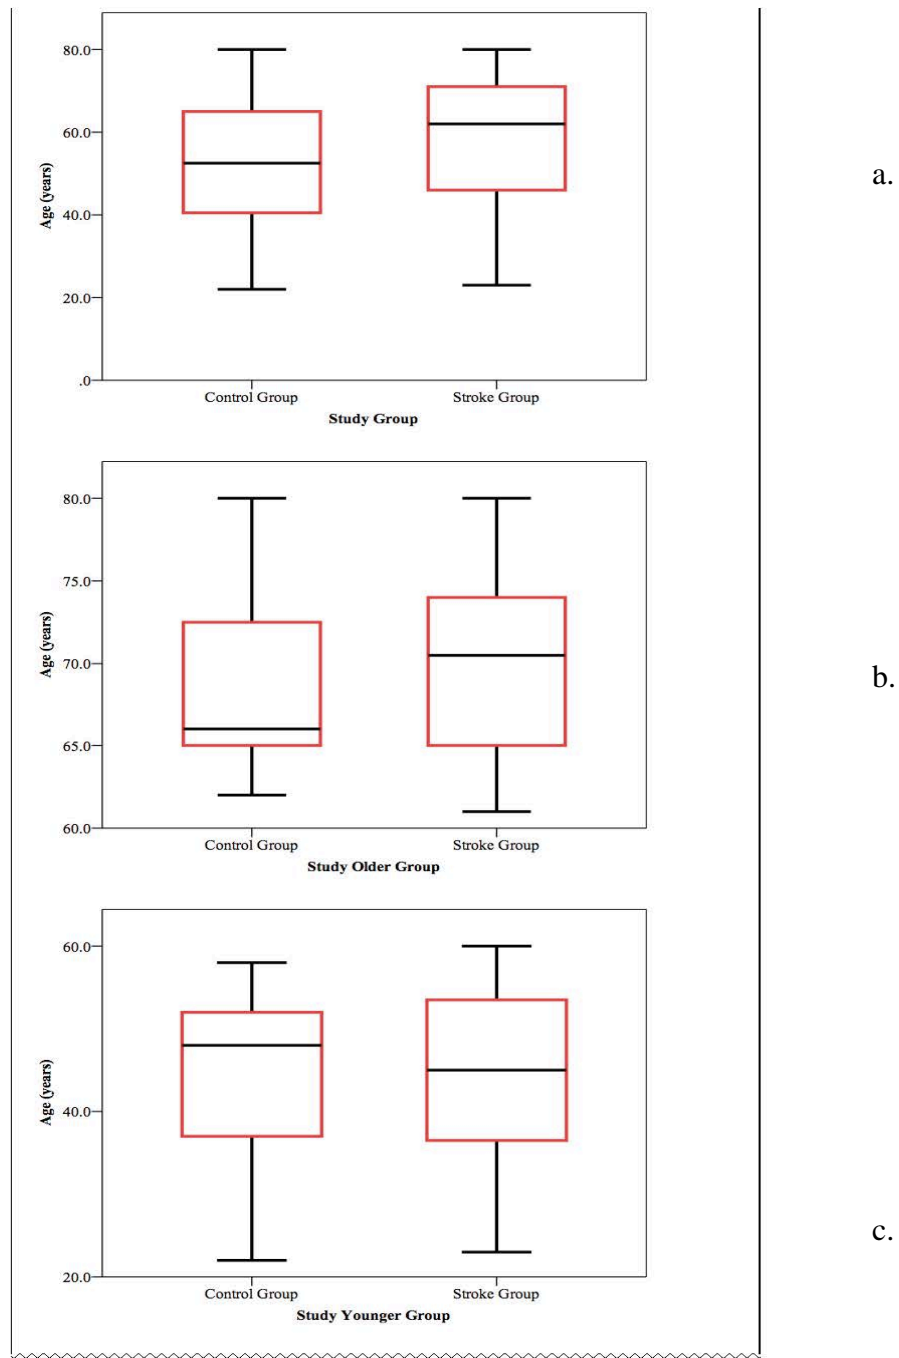 80.0
60.0
a.
Age (years)
40.0
20.0
.0
Control Group Stroke Group
Study Group
80.0
75.0
Age (years)
70.0
b.
65.0
60.0
Control Group Stroke Group
Study Older Group
60.0
Age (years)
40.0
c.
20.0
Control Group Stroke Group
Study Younger Group